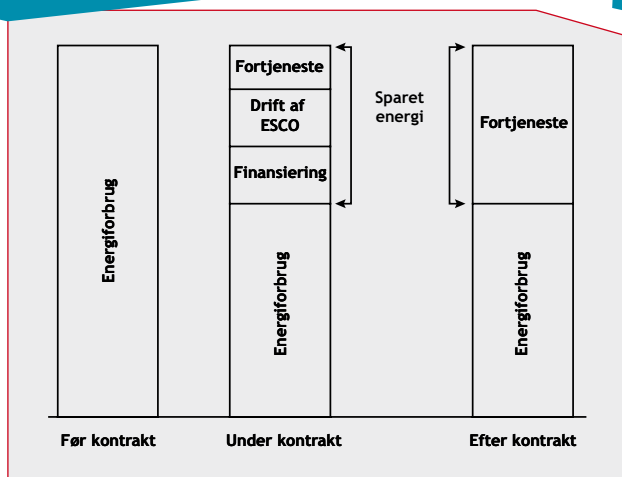 Energiforbrug
Fortjeneste
Drift af
ESCO
Finansiering
Energiforbrug
Sparet
energi
Fortjeneste
Energiforbrug
Før kontrakt
Under kontrakt
Efter kontrakt